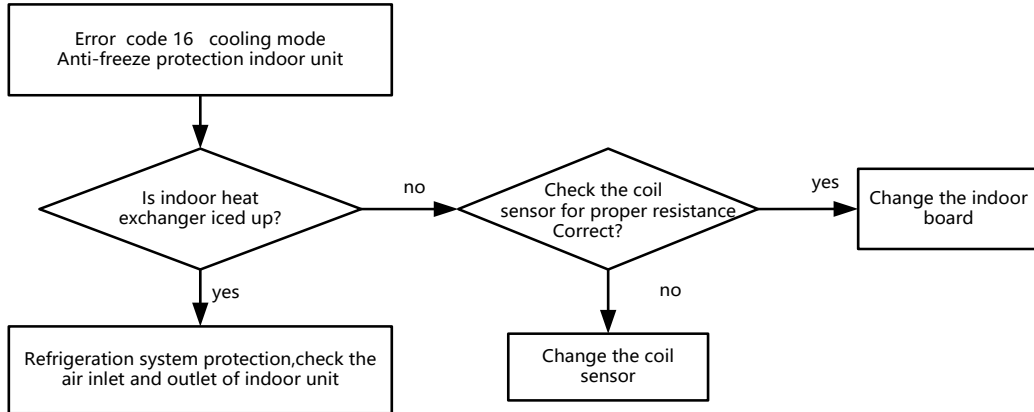 Error code 16 cooling mode
Anti-freeze protection indoor unit
Is indoor heat
exchanger iced up?
no
Check the coil
sensor for proper resistance
Correct?
yes
Change the indoor
board
yes
no
Refrigeration system protection,check the
air inlet and outlet of indoor unit
Change the coil
sensor